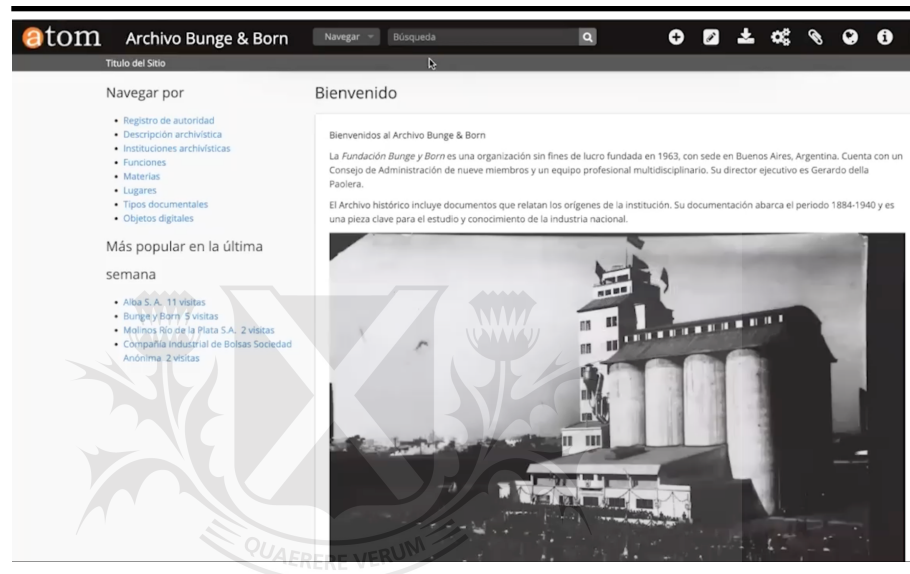 atom Archivo Bunge & Born Navegar Búsqueda
Titulo del Sitio
Navegar por
Registro de autoridad
Descripción archivística
Instituciones archivísticas
Funciones
Materias
Lugares
Tipos documentales
Objetos digitales
Más popular en la última
semana
Alba S. A. 11 visitas
Bunge y Born 5 visitas
Molinos Río de la Plata S.A. 2 visitas
Compañía Industrial de Bolsas Sociedad
Anónima 2 visitas
Bienvenido
Bienvenidos al Archivo Bunge & Born
La Fundación Bunge y Born es una organización sin fines de lucro fundada en 1963, con sede en Buenos Aires, Argentina. Cuenta con un
Consejo de Administración de nueve miembros y un equipo profesional multidisciplinario. Su director ejecutivo es Gerardo della
Paolera.
El Archivo histórico incluye documentos que relatan los orígenes de la institución. Su documentación abarca el periodo 1884-1940 y es
una pieza clave para el estudio y conocimiento de la industria nacional.
QUAERERE VERUM